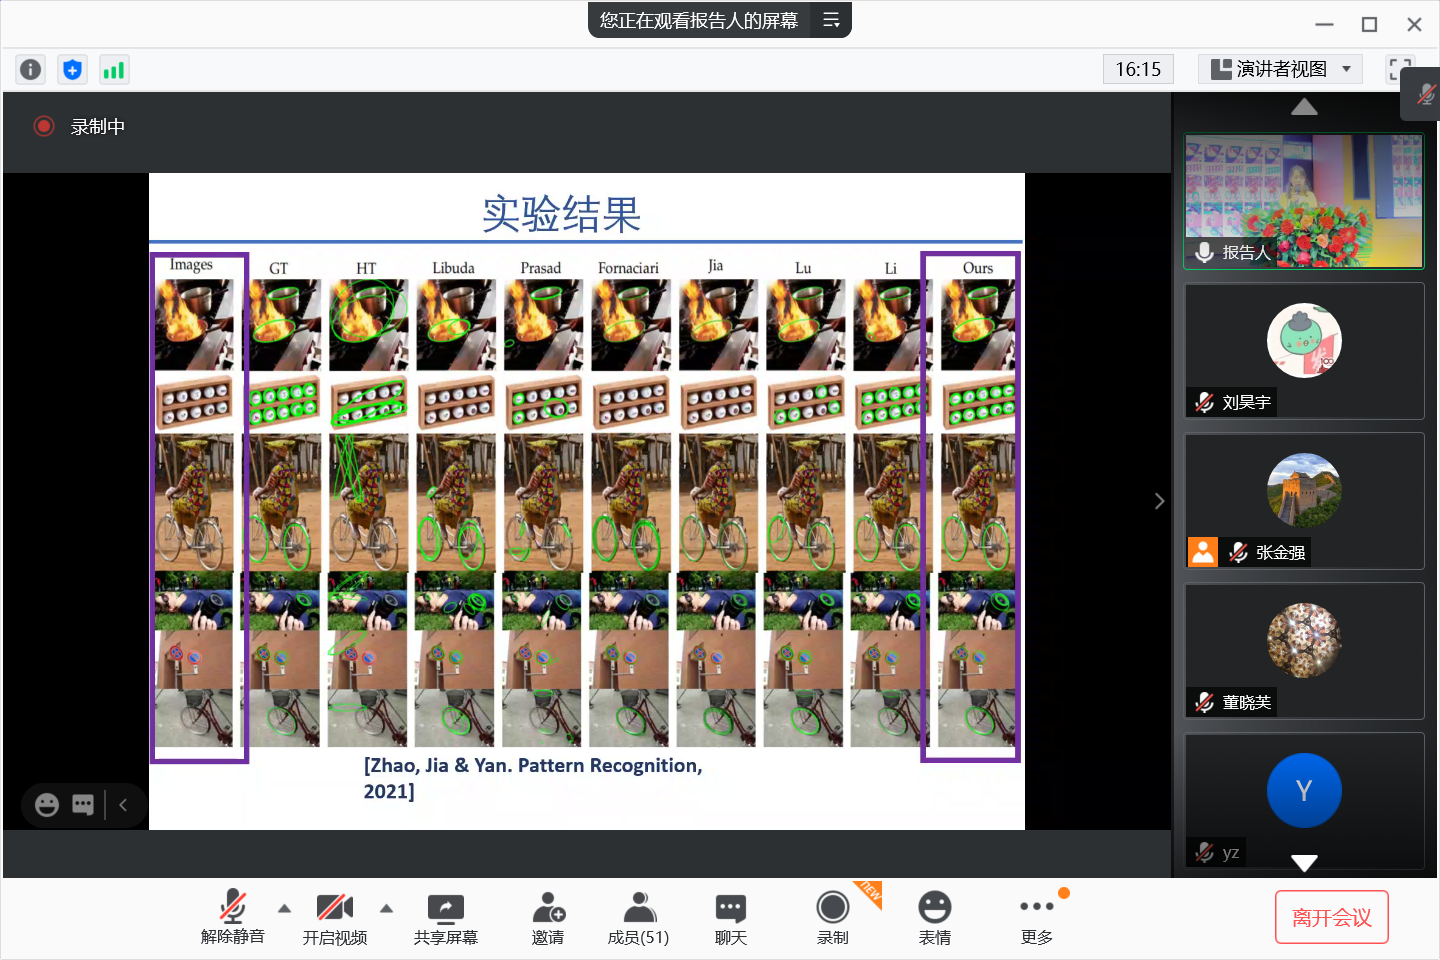 您正在观看报告人的屏幕
16:15
演讲者视图
录制中
实验结果
Images GT HT Libuda Prasad Fornaciari Jia Lu Li Ours
[Zhao, Jia & Yan. Pattern Recognition,
2021]
报告人
刘昊宇
张金强
董晓芙
Y
yz
解除静音
开启视频
共享屏幕
邀请
成员(51)
聊天
NEW
录制
表情
更多
离开会议